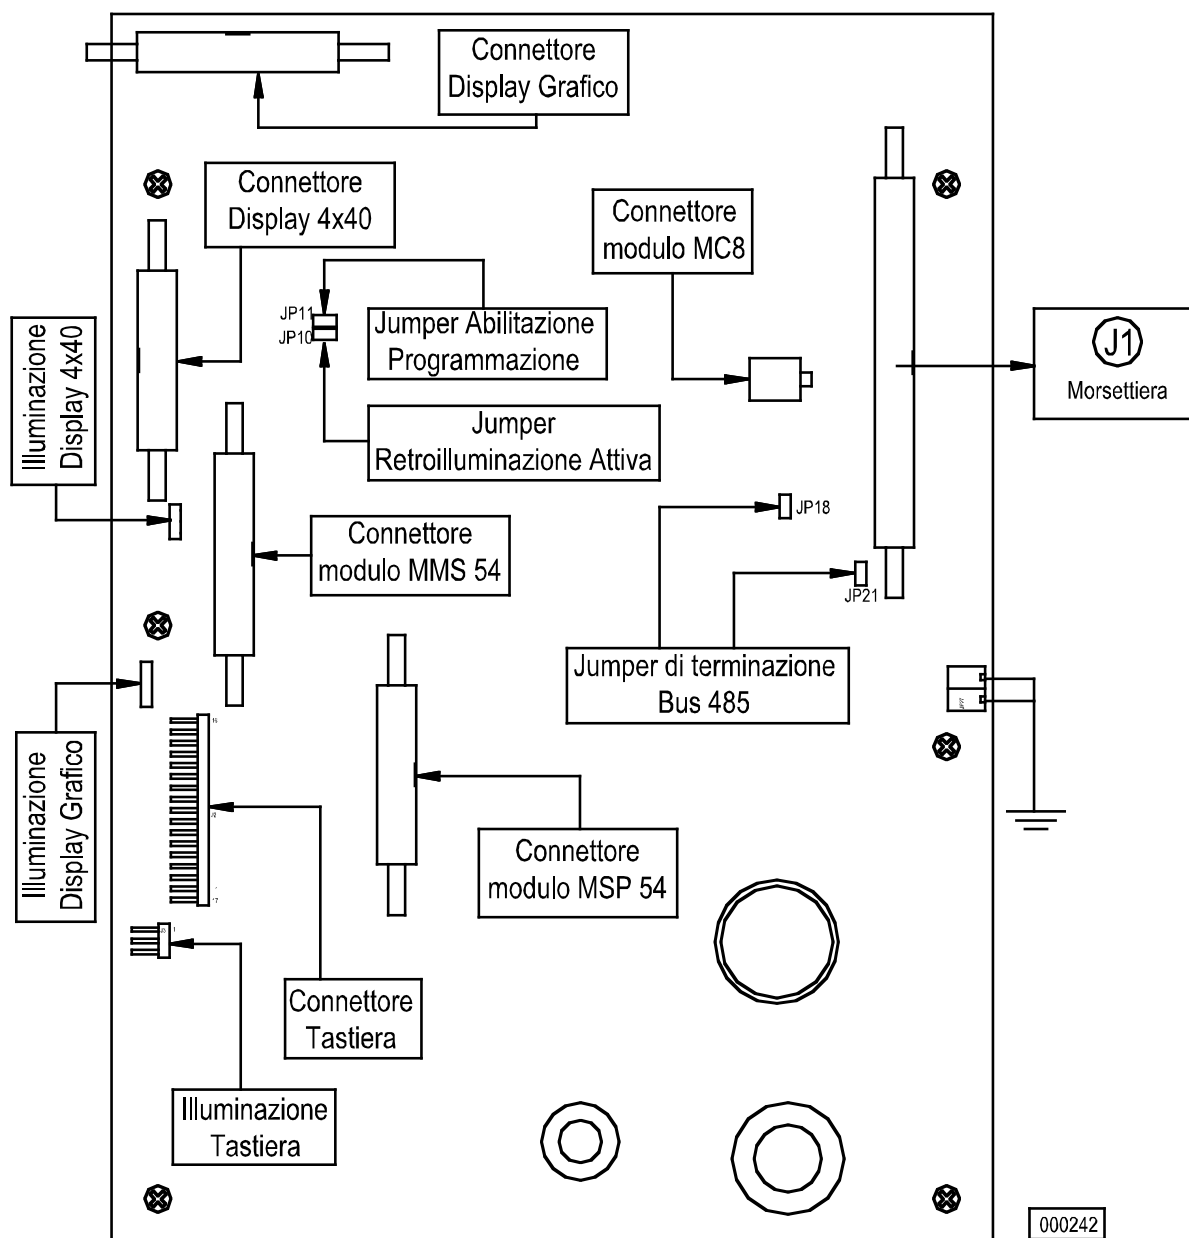 Connettore
Display Grafico
Connettore
Display 4x40
Connettore
modulo MC8
JP11
JP10
Jumper Abilitazione
Programmazione
J1
Morsettiera
Illuminazione
Display 4x40
Jumper
Retroilluminazione Attiva
JP18
Connettore
modulo MMS 54
JP21
Jumper di terminazione
Bus 485
Illuminazione
Display Grafico
Connettore
modulo MSP 54
Connettore
Tastiera
Illuminazione
Tastiera
000242